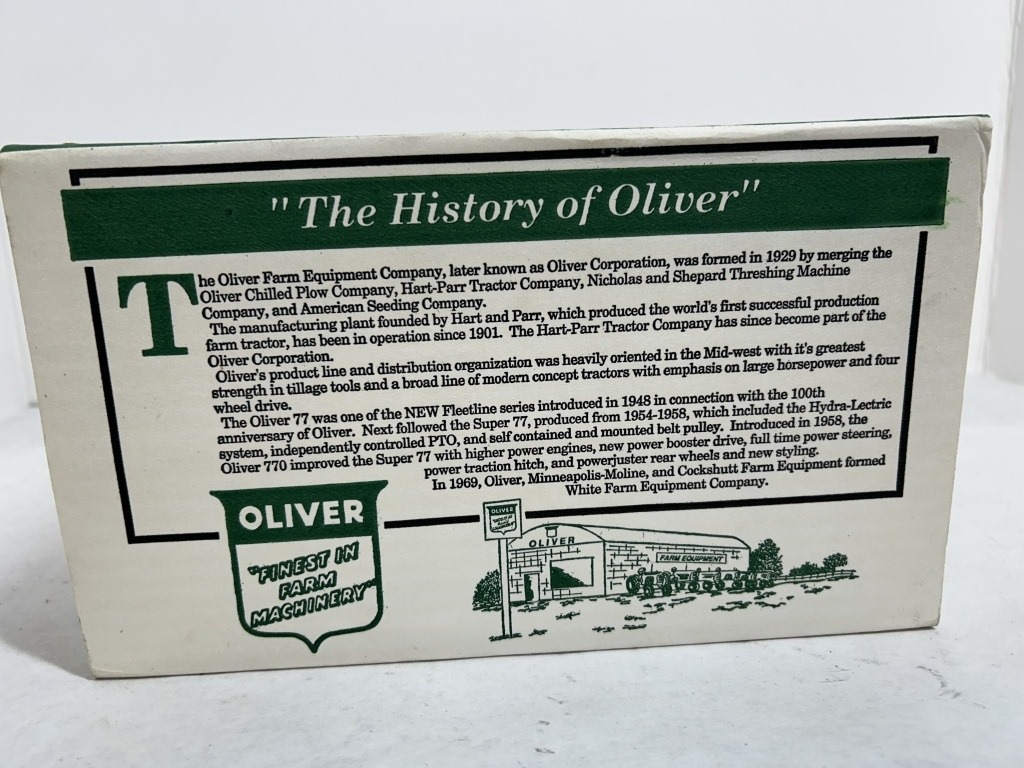 "The History of Oliver"
The Oliver Farm Equipment Company, later known as Oliver Corporation, was formed in 1929 by merging the
Oliver Chilled Plow Company, Hart-Parr Tractor Company, Nicholas and Shepard Threshing Machine
Company, and American Seeding Company.
The manufacturing plant founded by Hart and Parr, which produced the world's first successful production
farm tractor, has been in operation since 1901. The Hart-Parr Tractor Company has since become part of the
Oliver Corporation.
Oliver's product line and distribution organization was heavily oriented in the Mid-west with it's greatest
strength in tillage tools and a broad line of modern concept tractors with emphasis on large horsepower and four
wheel drive.
The Oliver 77 was one of the NEW Fleetline series introduced in 1948 in connection with the 100th
anniversary of Oliver. Next followed the Super 77, produced from 1954-1958, which included the Hydra-Lectric
system, independently controlled PTO, and self contained and mounted belt pulley. Introduced in 1958, the
Oliver 770 improved the Super 77 with higher power engines, new power booster drive, full time power steering,
power traction hitch, and powerjuster rear wheels and new styling.
In 1969, Oliver, Minneapolis-Moline, and Cockshutt Farm Equipment formed
White Farm Equipment Company.
OLIVER
"FINEST IN
FARM
MACHINERY"
OLIVER
OLIVER
FARM EQUIPMENT